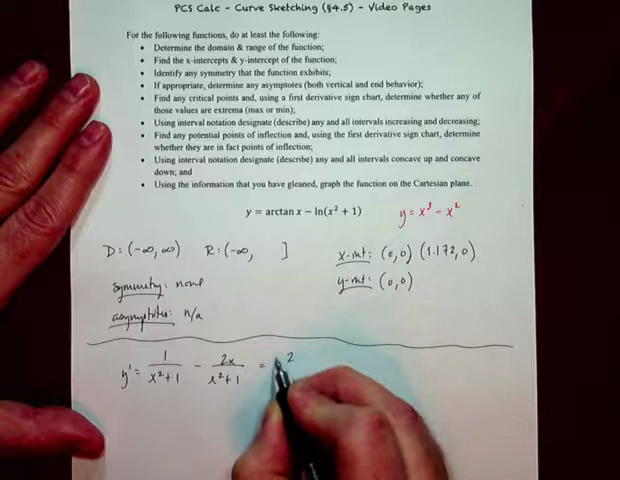 PCS Calc - Curve Sketching (§4.5) - Video Pages
For the following functions, do at least the following:
• Determine the domain & range of the function;
• Find the x-intercepts & y-intercept of the function;
• Identify any symmetry that the function exhibits;
• If appropriate, determine any asymptotes (both vertical and end behavior);
• Find any critical points and, using a first derivative sign chart, determine whether any of
those values are extrema (max or min);
• Using interval notation designate (describe) any and all intervals increasing and decreasing;
• Find any potential points of inflection and, using the first derivative sign chart, determine
whether they are in fact points of inflection;
• Using interval notation designate (describe) any and all intervals concave up and concave
down; and
• Using the information that you have gleaned, graph the function on the Cartesian plane.
y = arctan x − ln(x² + 1) y = x³ − x²
D: (-∞, ∞) R: (-∞, ] x-int: (0,0) (1.172, 0)
symmetry: none y-int: (0,0)
asymptotes: n/a
y' = 1/(x²+1) − 2x/(x²+1) = 2